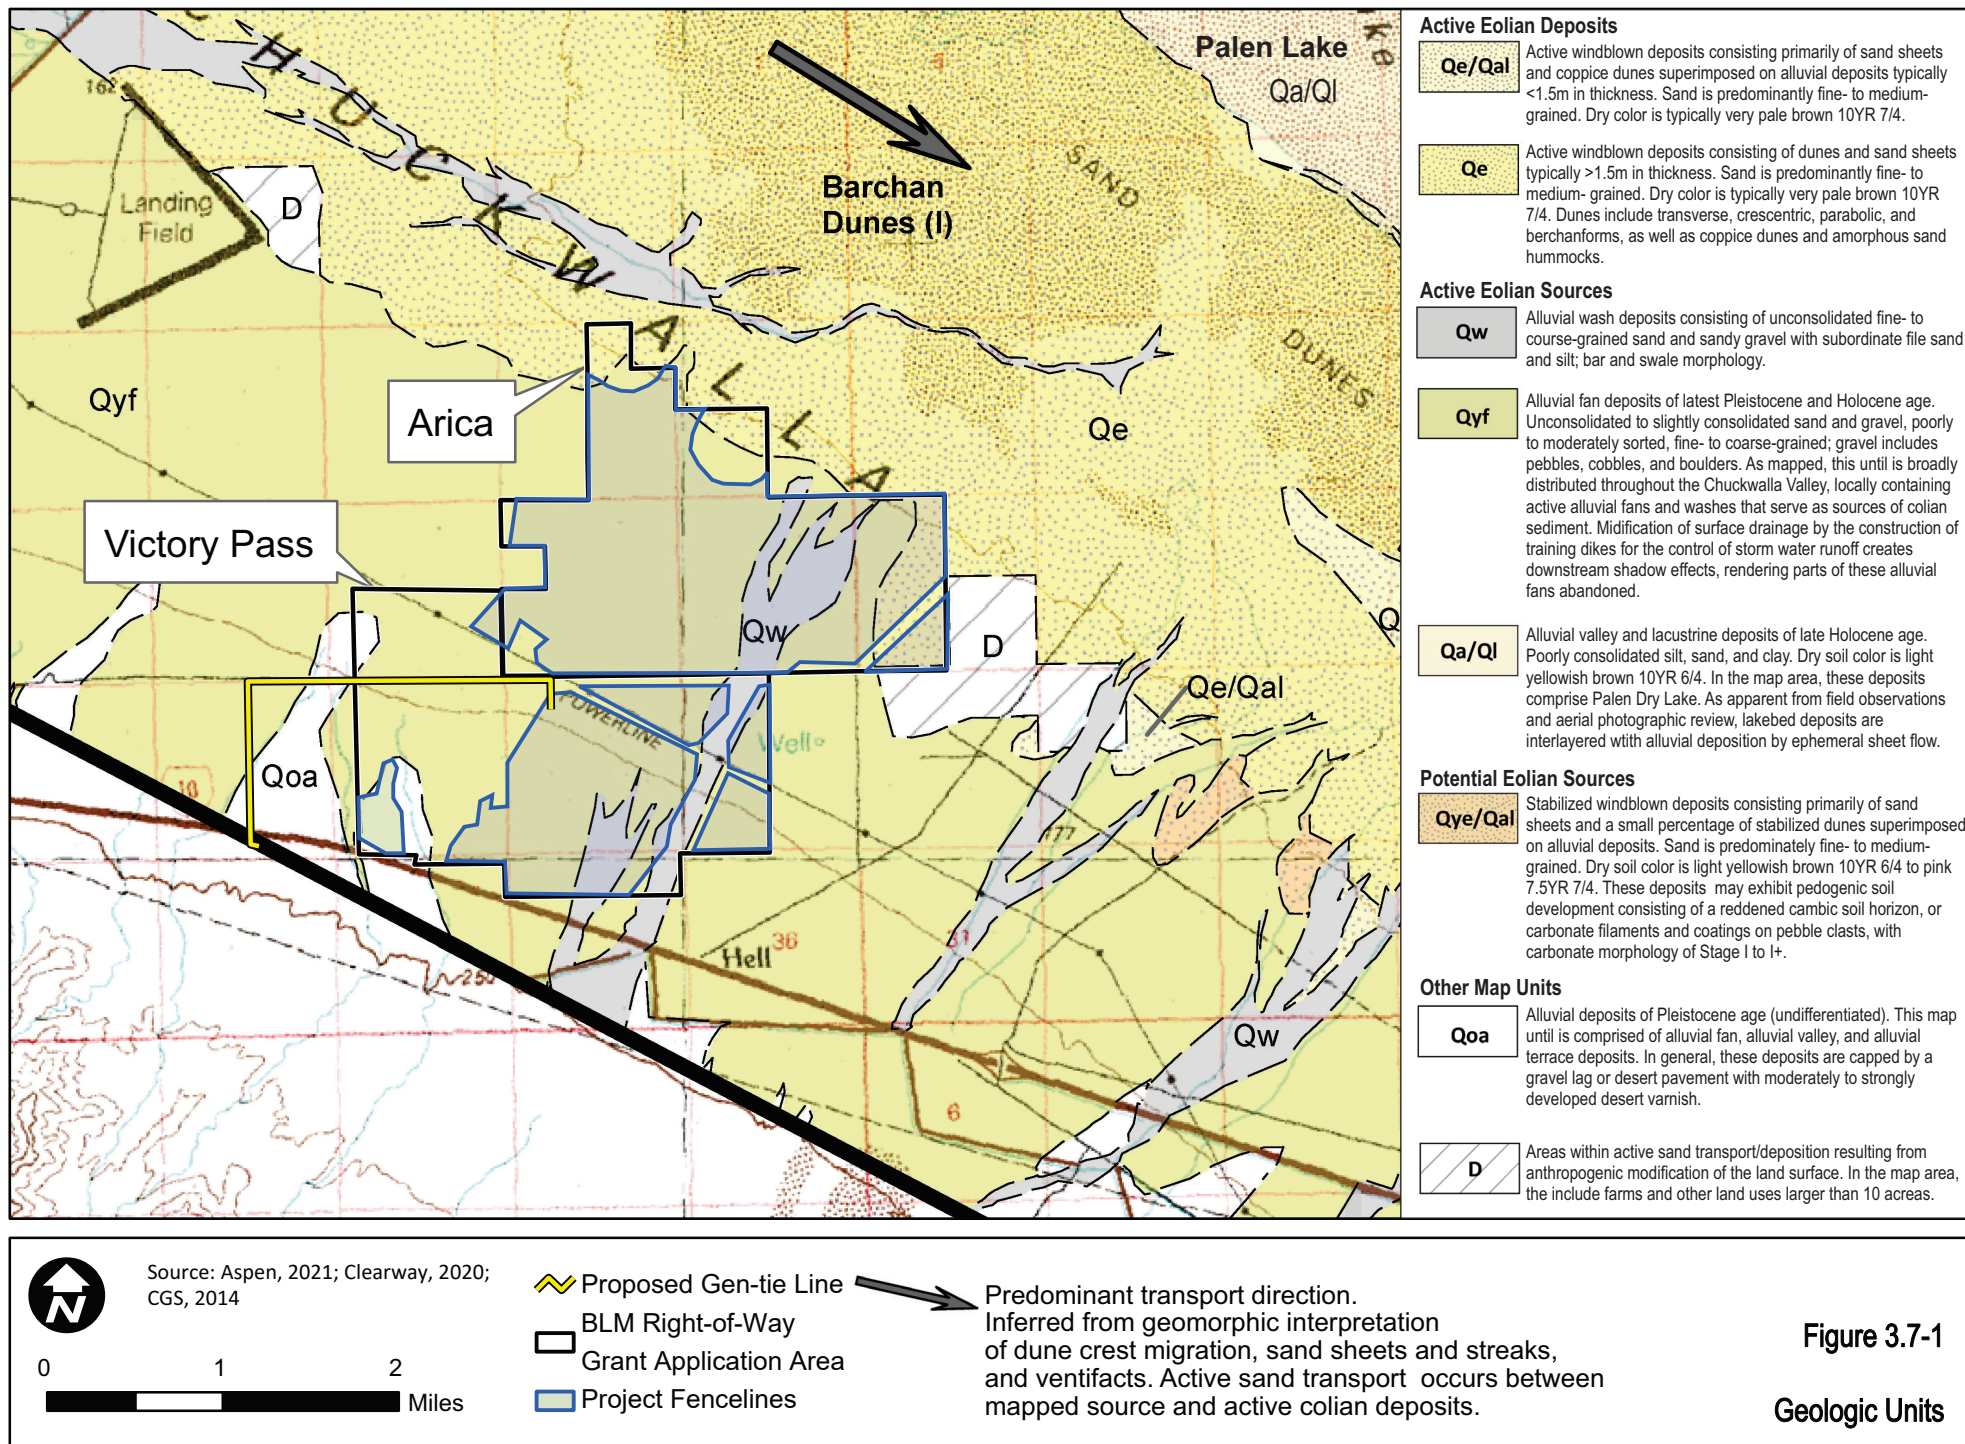 Palen Lake
Qa/Ql
ke
162
Landing
Field
D
C
H
U
C
K
W
A
L
L
A
SAND
DUNES
Barchan
Dunes (I)
Qyf
Arica
Qe
Victory Pass
Qw
D
Q
Qe/Qal
POWERLINE
Well
10
Qoa
177
36
31
Hell
250
Qw
6
Active Eolian Deposits
Qe/Qal
Active windblown deposits consisting primarily of sand sheets
and coppice dunes superimposed on alluvial deposits typically
<1.5m in thickness. Sand is predominantly fine- to medium-
grained. Dry color is typically very pale brown 10YR 7/4.
Qe
Active windblown deposits consisting of dunes and sand sheets
typically >1.5m in thickness. Sand is predominantly fine- to
medium- grained. Dry color is typically very pale brown 10YR
7/4. Dunes include transverse, crescentric, parabolic, and
berchanforms, as well as coppice dunes and amorphous sand
hummocks.
Active Eolian Sources
Qw
Alluvial wash deposits consisting of unconsolidated fine- to
course-grained sand and sandy gravel with subordinate file sand
and silt; bar and swale morphology.
Qyf
Alluvial fan deposits of latest Pleistocene and Holocene age.
Unconsolidated to slightly consolidated sand and gravel, poorly
to moderately sorted, fine- to coarse-grained; gravel includes
pebbles, cobbles, and boulders. As mapped, this until is broadly
distributed throughout the Chuckwalla Valley, locally containing
active alluvial fans and washes that serve as sources of colian
sediment. Midification of surface drainage by the construction of
training dikes for the control of storm water runoff creates
downstream shadow effects, rendering parts of these alluvial
fans abandoned.
Qa/Ql
Alluvial valley and lacustrine deposits of late Holocene age.
Poorly consolidated silt, sand, and clay. Dry soil color is light
yellowish brown 10YR 6/4. In the map area, these deposits
comprise Palen Dry Lake. As apparent from field observations
and aerial photographic review, lakebed deposits are
interlayered wtith alluvial deposition by ephemeral sheet flow.
Potential Eolian Sources
Qye/Qal
Stabilized windblown deposits consisting primarily of sand
sheets and a small percentage of stabilized dunes superimposed
on alluvial deposits. Sand is predominately fine- to medium-
grained. Dry soil color is light yellowish brown 10YR 6/4 to pink
7.5YR 7/4. These deposits may exhibit pedogenic soil
development consisting of a reddened cambic soil horizon, or
carbonate filaments and coatings on pebble clasts, with
carbonate morphology of Stage I to I+.
Other Map Units
Qoa
Alluvial deposits of Pleistocene age (undifferentiated). This map
until is comprised of alluvial fan, alluvial valley, and alluvial
terrace deposits. In general, these deposits are capped by a
gravel lag or desert pavement with moderately to strongly
developed desert varnish.
D
Areas within active sand transport/deposition resulting from
anthropogenic modification of the land surface. In the map area,
the include farms and other land uses larger than 10 acreas.
N
Source: Aspen, 2021; Clearway, 2020;
CGS, 2014
0 1 2
Miles
Proposed Gen-tie Line
BLM Right-of-Way
Grant Application Area
Project Fencelines
Predominant transport direction.
Inferred from geomorphic interpretation
of dune crest migration, sand sheets and streaks,
and ventifacts. Active sand transport occurs between
mapped source and active colian deposits.
Figure 3.7-1
Geologic Units